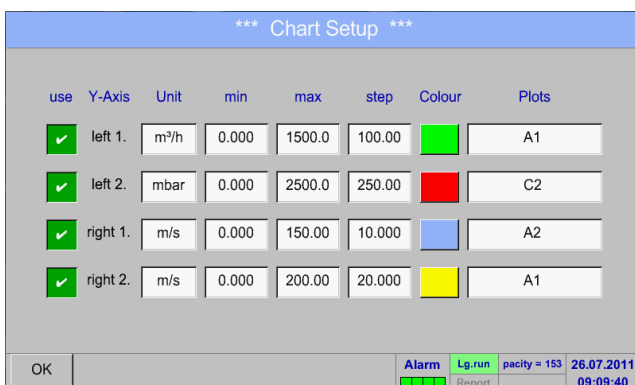 *** Chart Setup ***
use Y-Axis Unit min max step Colour Plots
left 1. m³/h 0.000 1500.0 100.00 A1
left 2. mbar 0.000 2500.0 250.00 C2
right 1. m/s 0.000 150.00 10.000 A2
right 2. m/s 0.000 200.00 20.000 A1
OK Alarm Lg.run pacity = 153 26.07.2011
Report 09:09:40